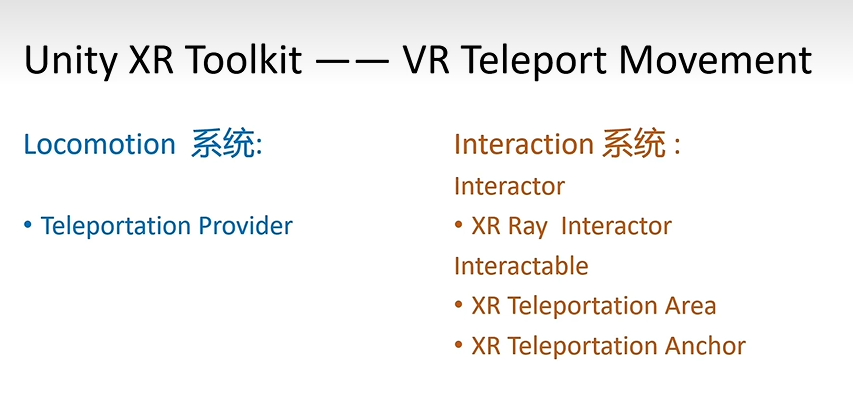 Unity XR Toolkit —— VR Teleport Movement
Locomotion 系统:
• Teleportation Provider
Interaction 系统 :
Interactor
• XR Ray Interactor
Interactable
• XR Teleportation Area
• XR Teleportation Anchor